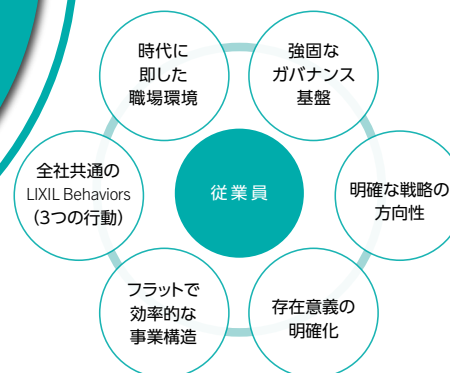 時代に
即した
職場環境
強固な
ガバナンス
基盤
全社共通の
LIXIL Behaviors
（3つの行動）
従業員
明確な戦略の
方向性
フラットで
効率的な
事業構造
存在意義の
明確化